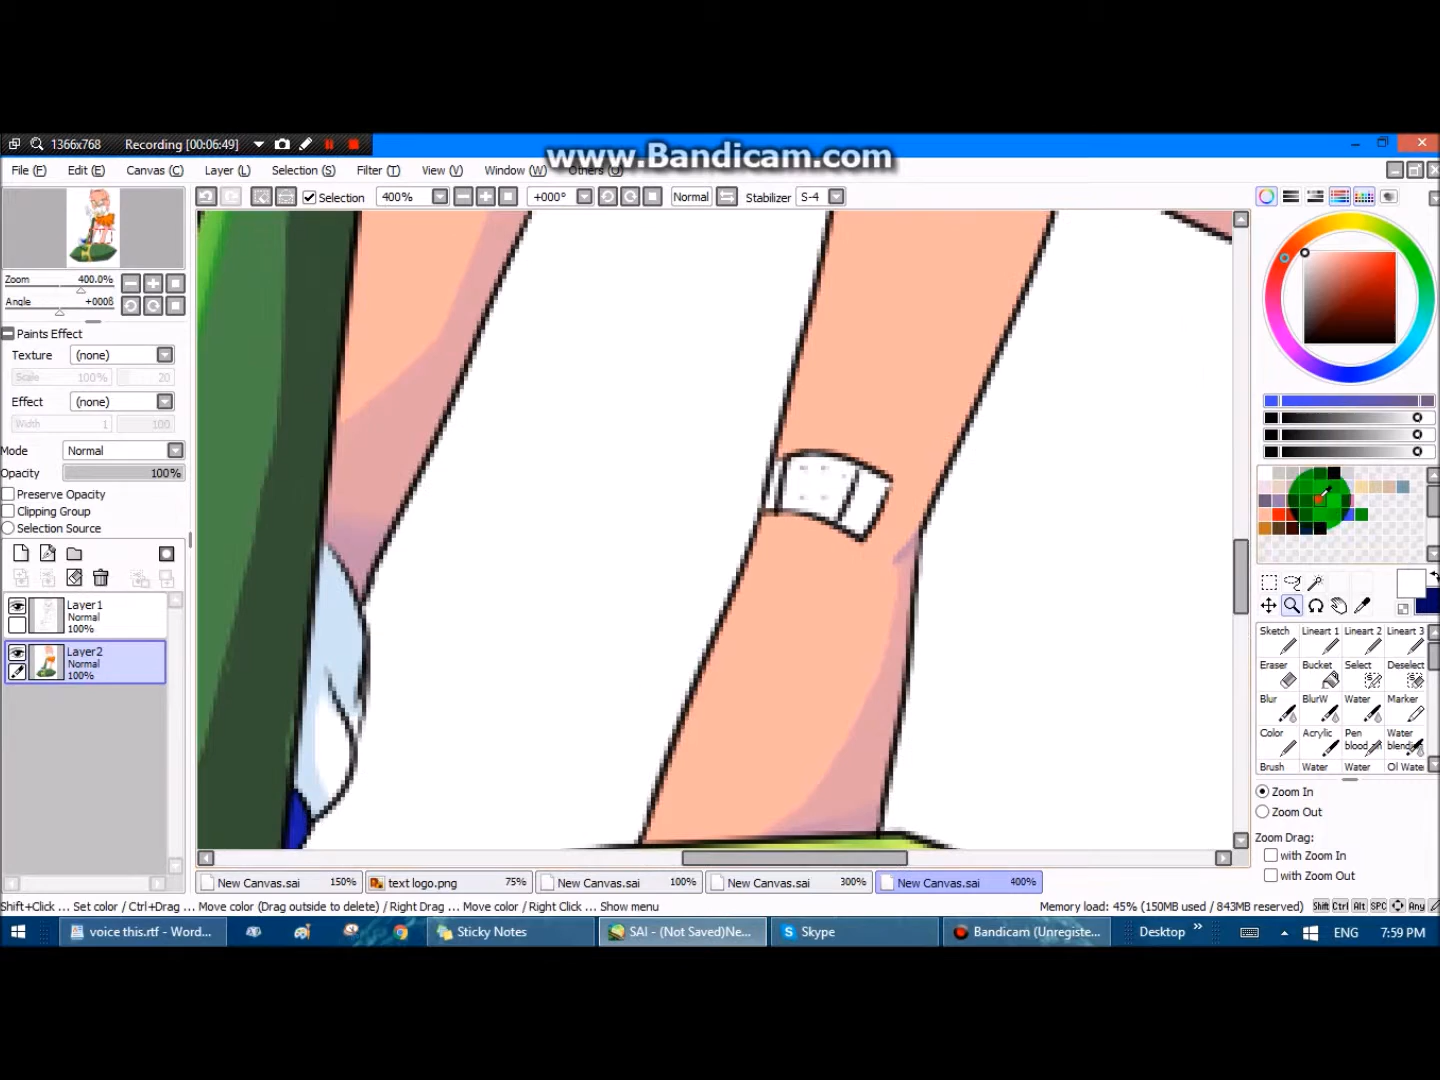 1366x768 Recording [00:06:49]
www.Bandicam.com
File (F) Edit (E) Canvas (C) Layer (L) Selection (S) Filter (T) View (V) Window (W) Others (O)
Selection 400% +000° Normal Stabilizer S-4
Zoom 400.0%
Angle +000ß
Paints Effect
Texture (none)
Scale 100% 20
Effect (none)
Width 1 100
Mode Normal
Opacity 100%
Preserve Opacity
Clipping Group
Selection Source
Layer1
Normal
100%
Layer2
Normal
100%
Sketch Lineart 1 Lineart 2 Lineart 3
Eraser Bucket Select Deselect
Blur BlurW Water Marker
Color Acrylic Pen blood Water blending
Brush Water Water Ol Wate
Zoom In
Zoom Out
Zoom Drag:
with Zoom In
with Zoom Out
New Canvas.sai 150% text logo.png 75% New Canvas.sai 100% New Canvas.sai 300% New Canvas.sai 400%
Shift+Click ... Set color / Ctrl+Drag ... Move color (Drag outside to delete) / Right Drag ... Move color / Right Click ... Show menu Memory load: 45% (150MB used / 843MB reserved) Shift Ctrl Alt SPC Any
voice this.rtf - Word... Sticky Notes SAI - (Not Saved)Ne... Skype Bandicam (Unregiste... Desktop » ENG 7:59 PM